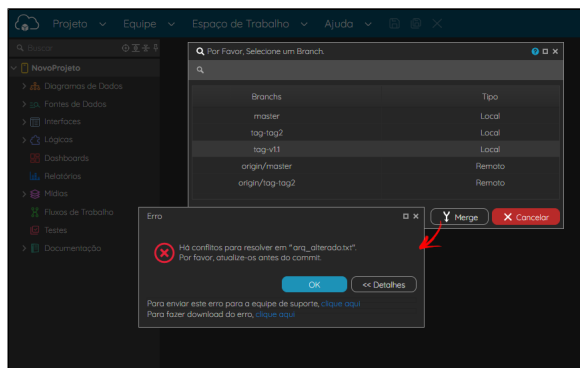 Projeto Equipe Espaço de Trabalho Ajuda
Buscar
NovoProjeto
Diagramas de Dados
Fontes de Dados
Interfaces
Lógicas
Dashboards
Relatórios
Mídias
Fluxos de Trabalho
Testes
Documentação
Por Favor, Selecione um Branch.
Branchs Tipo
master Local
tag-tag2 Local
tag-v1.1 Local
origin/master Remoto
origin/tag-tag2 Remoto
Merge Cancelar
Erro
Há conflitos para resolver em "arq_alterado.txt".
Por favor, atualize-os antes do commit.
OK << Detalhes
Para enviar este erro para a equipe de suporte, clique aqui
Para fazer download do erro, clique aqui